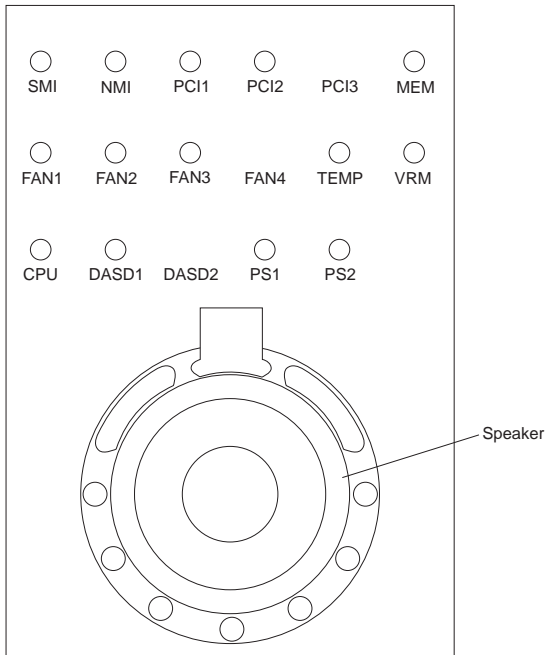 SMI NMI PCI1 PCI2 PCI3 MEM
FAN1 FAN2 FAN3 FAN4 TEMP VRM
CPU DASD1 DASD2 PS1 PS2
Speaker